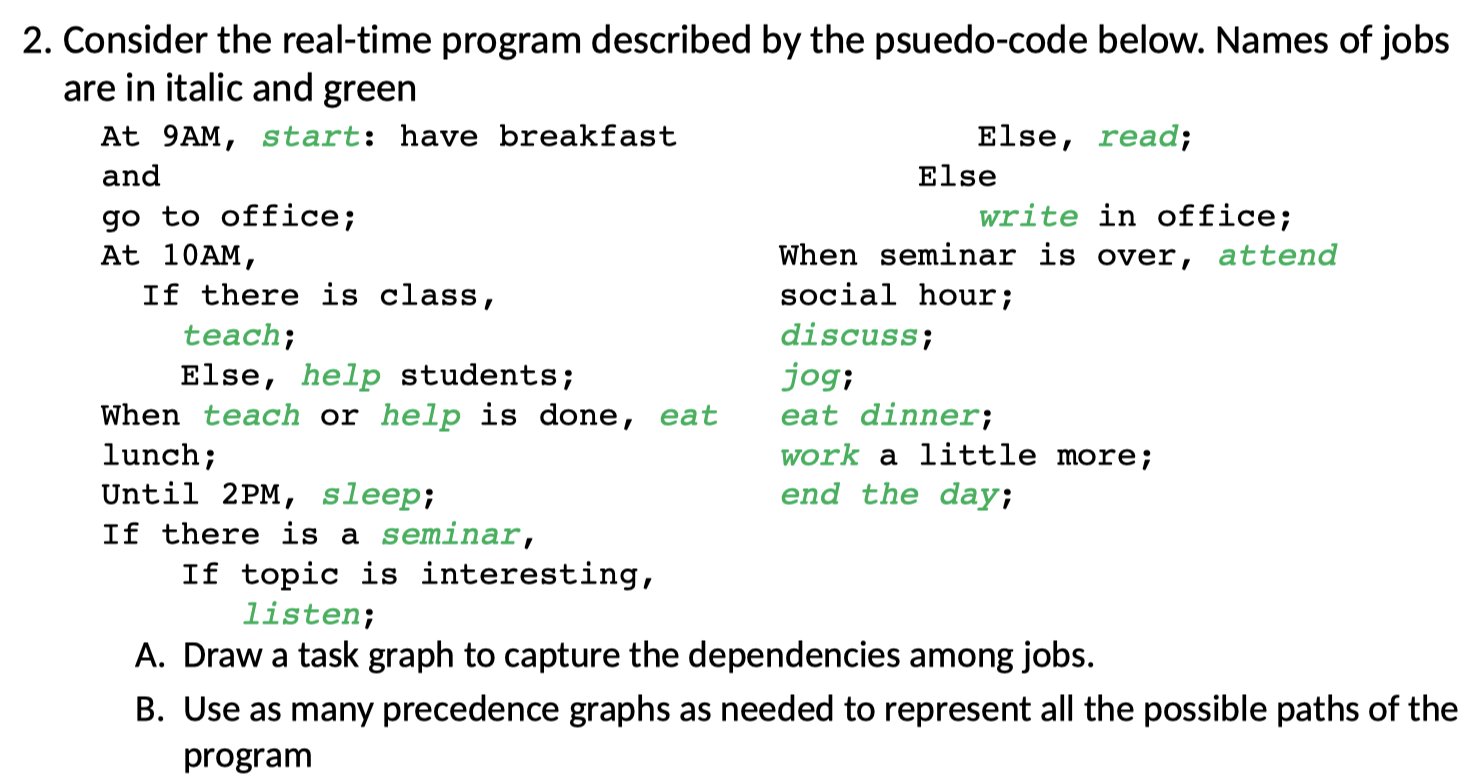 2. Consider the real-time program described by the psuedo-code below. Names of jobs
are in italic and green
At 9AM, start: have breakfast
and
go to office;
At 10AM,
If there is class,
teach;
Else, help students;
When teach or help is done, eat
lunch;
Until 2PM, sleep;
If there is a seminar,
If topic is interesting,
listen;
Else, read;
Else
write in office;
When seminar is over, attend
social hour;
discuss;
jog;
eat dinner;
work a little more;
end the day;
A. Draw a task graph to capture the dependencies among jobs.
B. Use as many precedence graphs as needed to represent all the possible paths of the
program